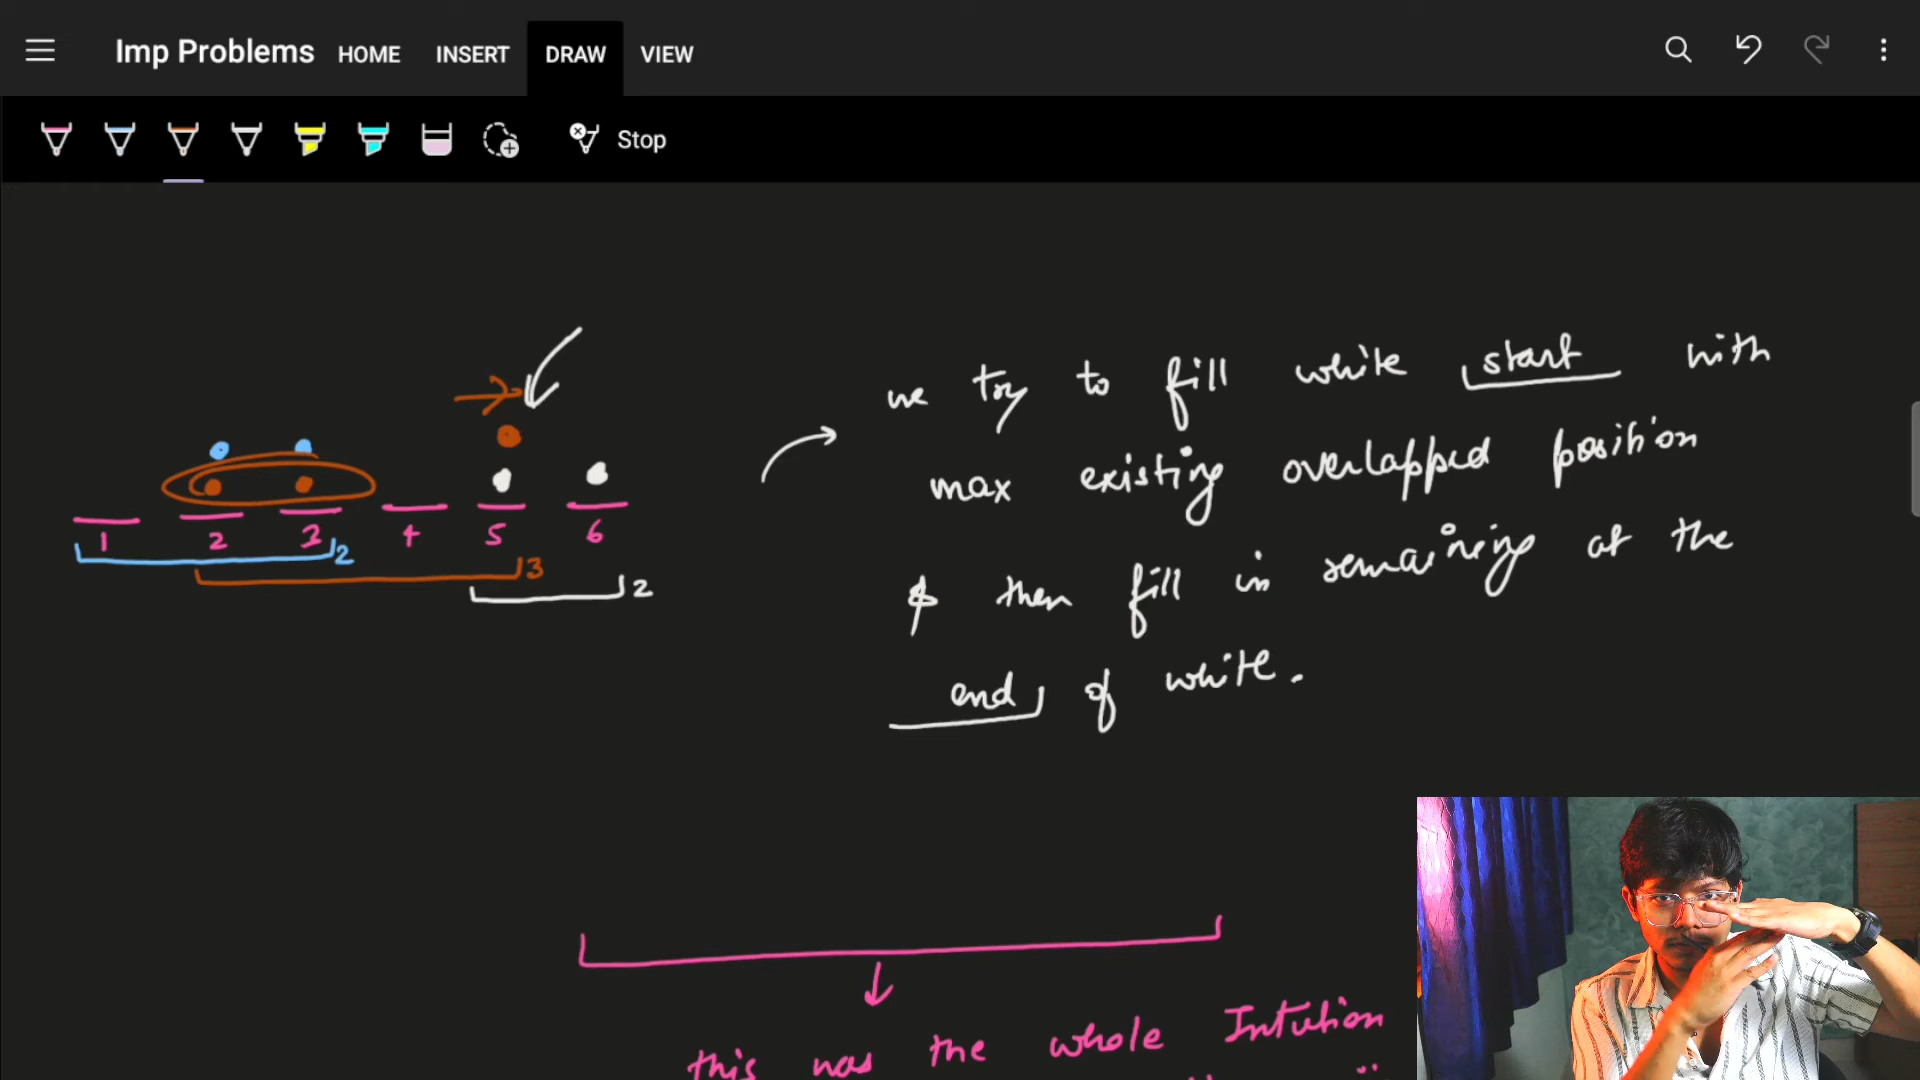 Imp Problems HOME INSERT DRAW VIEW
Stop
we try to fill white start with
max existing overlapped position
& then fill in remaining at the
end of white.
1 2 3 4 5 6
2
3
2
this was the whole Intution